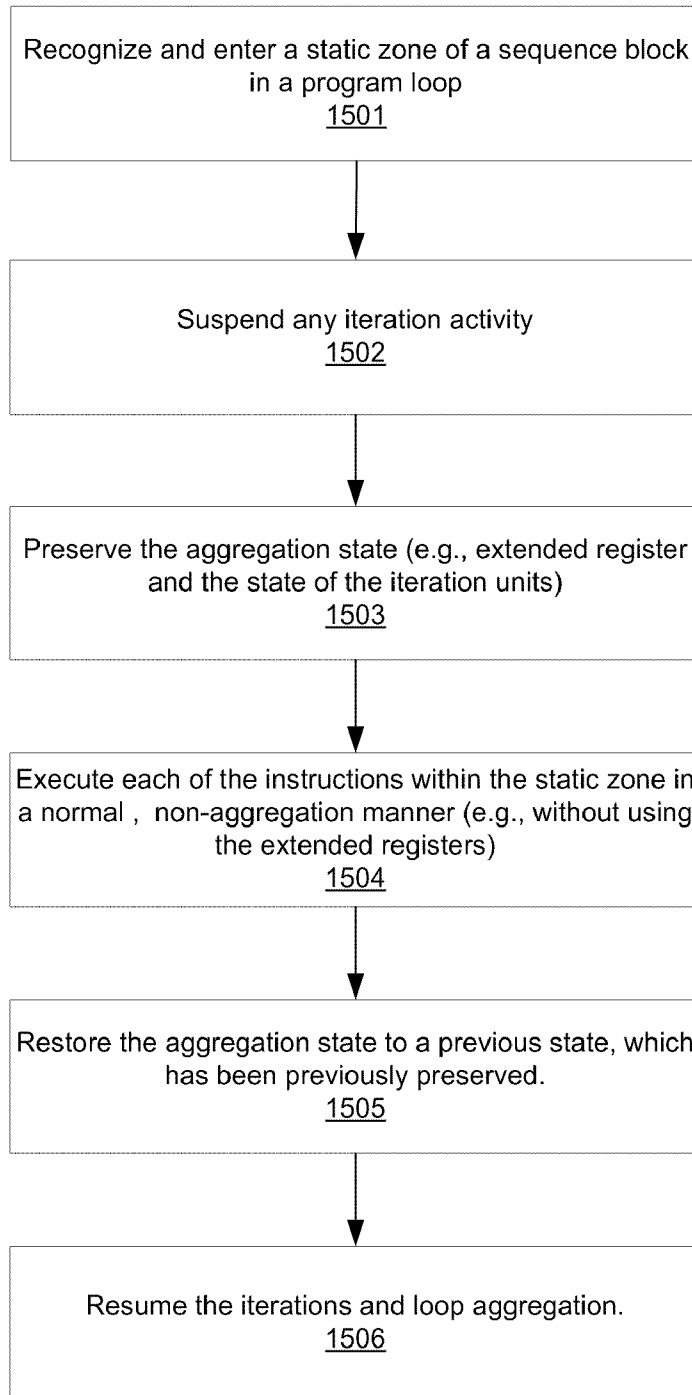 Recognize and enter a static zone of a sequence block
in a program loop
1501
Suspend any iteration activity
1502
Preserve the aggregation state (e.g., extended register
and the state of the iteration units)
1503
Execute each of the instructions within the static zone in
a normal , non-aggregation manner (e.g., without using
the extended registers)
1504
Restore the aggregation state to a previous state, which
has been previously preserved.
1505
Resume the iterations and loop aggregation.
1506